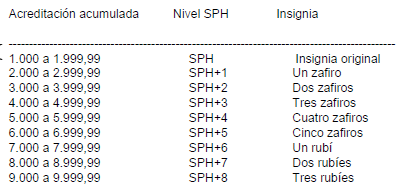 Acreditación acumulada Nivel SPH Insignia
--------------------------------------------------------------------------------
1.000 a 1.999,99 SPH Insignia original
2.000 a 2.999,99 SPH+1 Un zafiro
3.000 a 3.999,99 SPH+2 Dos zafiros
4.000 a 4.999,99 SPH+3 Tres zafiros
5.000 a 5.999,99 SPH+4 Cuatro zafiros
6.000 a 6.999,99 SPH+5 Cinco zafiros
7.000 a 7.999,99 SPH+6 Un rubí
8.000 a 8.999,99 SPH+7 Dos rubíes
9.000 a 9.999,99 SPH+8 Tres rubíes